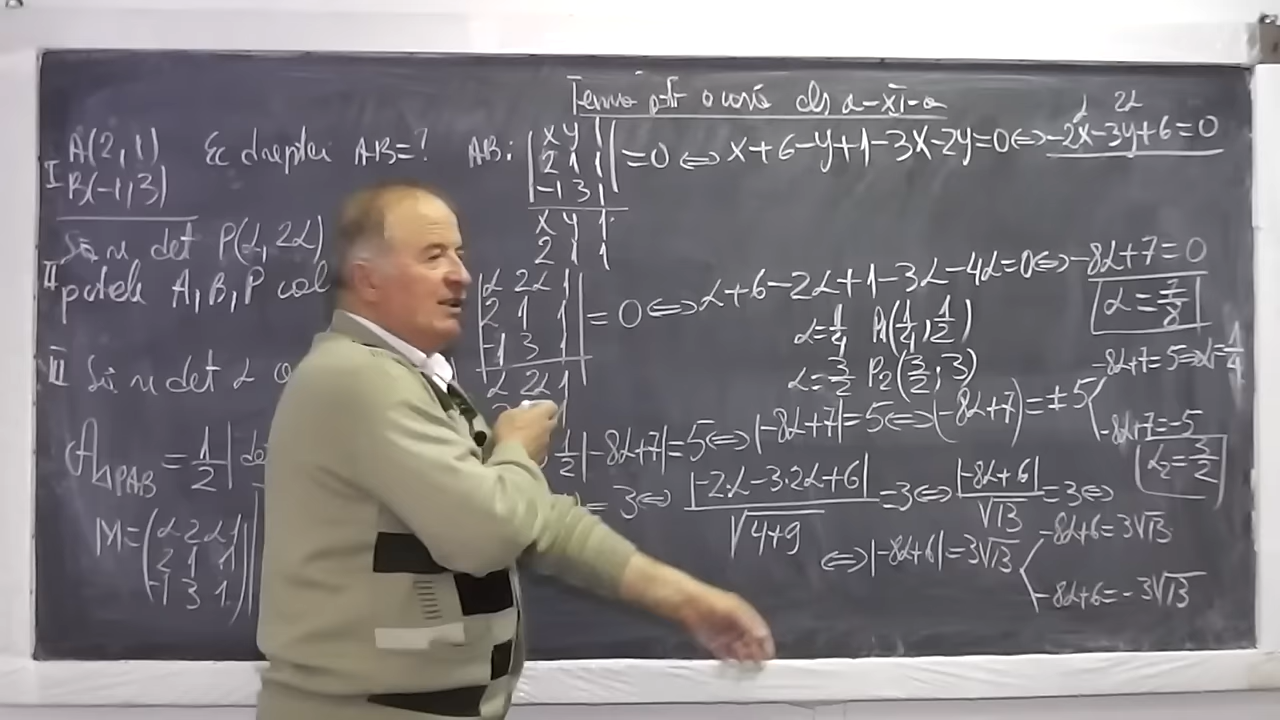 Tema ptr o oră cls a-XI-a
α 2α
I A(2,1) Ec dreptei AB=? AB: |x y 1; 2 1 1; -1 3 1| =0 ⇔ x+6-y+1-3x-2y=0 ⇔ -2x-3y+6=0
B(-1,3)
x y 1
2 1 1
Să se det P(α,2α)
II α+6-2α+1-3α-4α=0 ⇔ -8α+7=0
A, B, P col |α 2α 1; 2 1 1; -1 3 1| = 0 ⇔
α=7/8
α 2α 1
α=1/4 P₁(1/4; 1/2)
α=3/2 P₂(3/2; 3)
-8α+7=5 ⇒ α=1/4
III Să se det α
A△PAB = 1/2 |de
1/2|-8α+7|=5 ⇔ |-8α+7|=5 ⇔ (-8α+7)=±5
-8α+7=-5
α₂=3/2
= 3 ⇔ |-2α-3·2α+6|/√4+9 =3 ⇔ |-8α+6|/√13 =3 ⇔
M=(α 2α 1; 2 1 1; -1 3 1)
⇔ |-8α+6|=3√13
-8α+6=3√13
-8α+6=-3√13